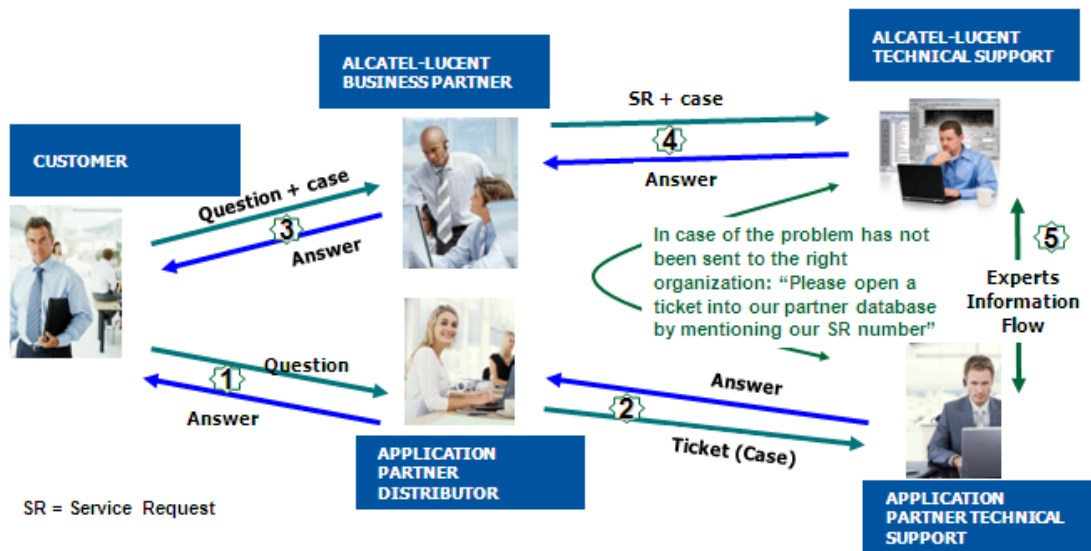 ALCATEL-LUCENT
BUSINESS PARTNER
ALCATEL-LUCENT
TECHNICAL SUPPORT
SR + case
4
Answer
CUSTOMER
Question + case
3
Answer
In case of the problem has not
been sent to the right
organization: “Please open a
ticket into our partner database
by mentioning our SR number”
5
Experts
Information
Flow
Question
1
Answer
Answer
2
Ticket (Case)
APPLICATION
PARTNER
DISTRIBUTOR
APPLICATION
PARTNER TECHNICAL
SUPPORT
SR = Service Request